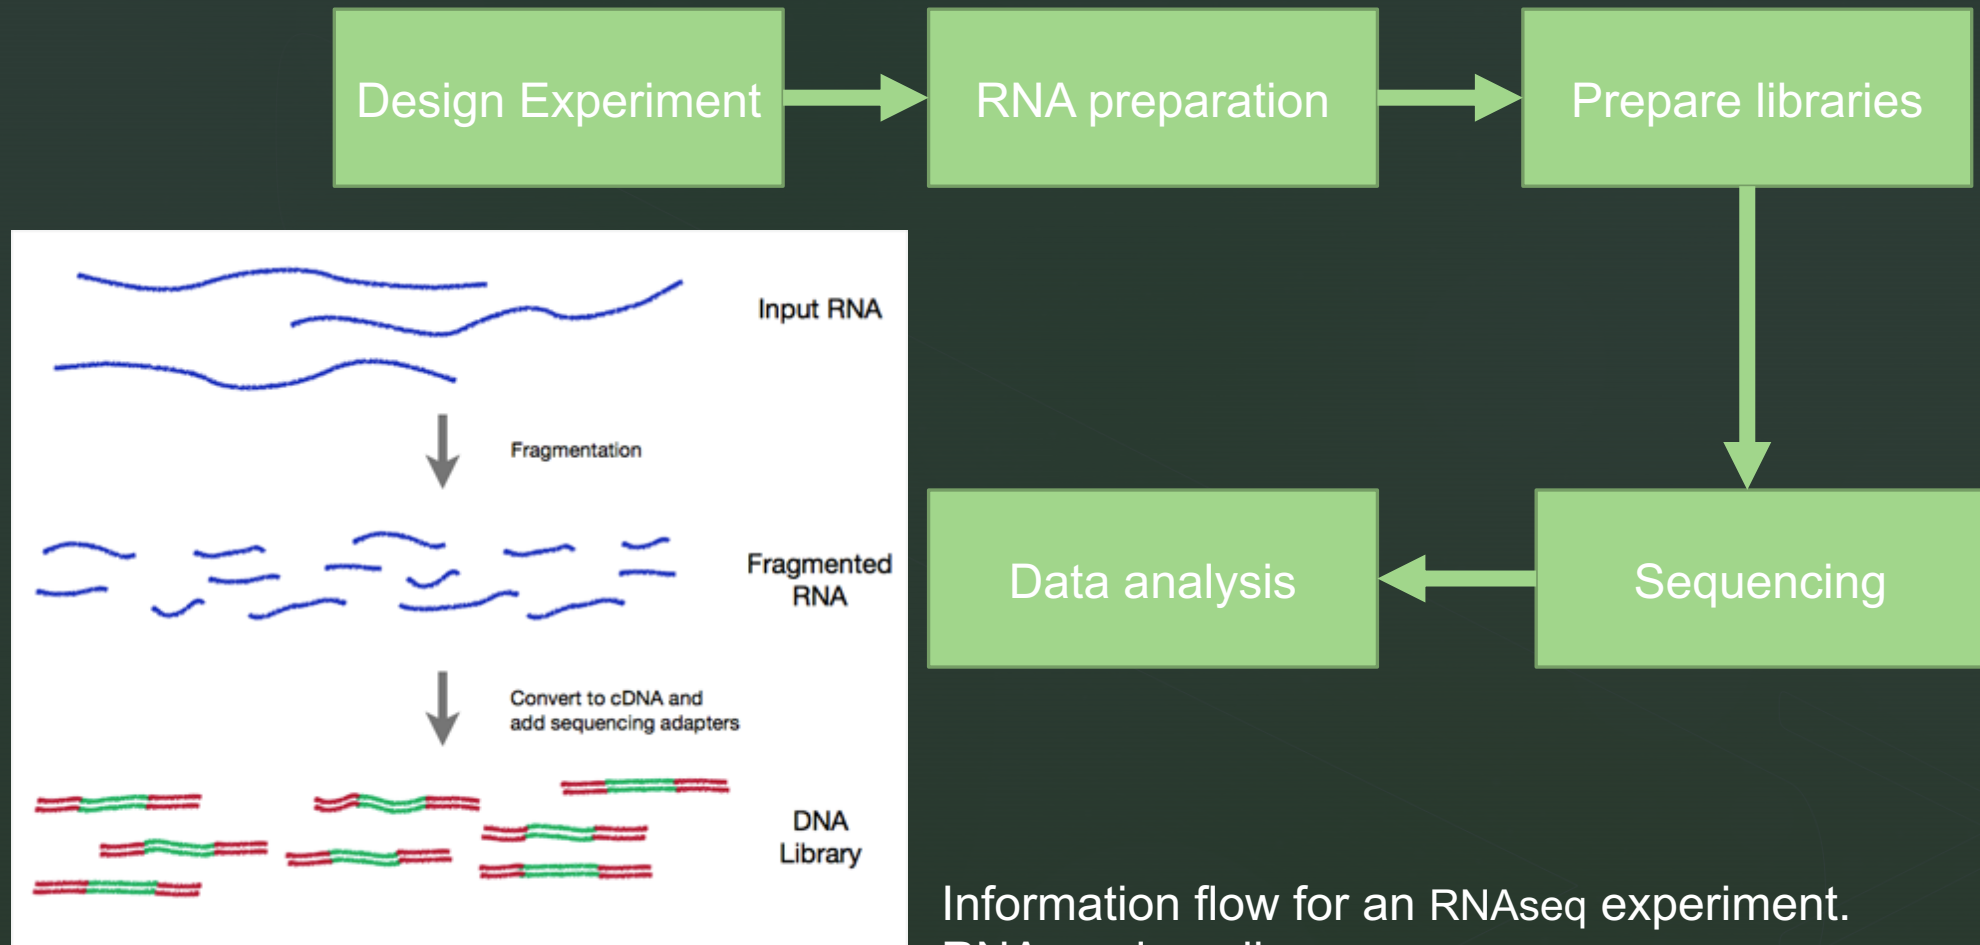 Design Experiment
RNA preparation
Prepare libraries
Input RNA
Fragmentation
Fragmented
RNA
Convert to cDNA and
add sequencing adapters
DNA
Library
Data analysis
Sequencing
Information flow for an RNAseq experiment.